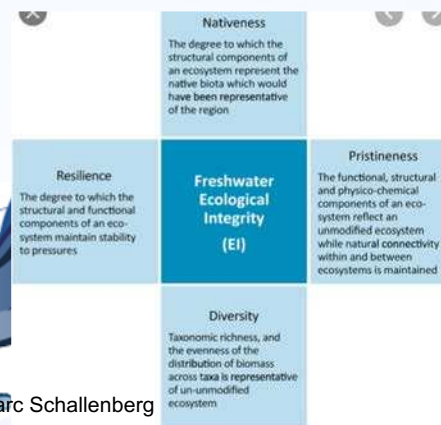 Nativeness
The degree to which the
structural components of
an ecosystem represent the
native biota which would
have been representative
of the region
Resilience
The degree to which the
structural and functional
components of an eco-
system maintain stability
to pressures
Freshwater
Ecological
Integrity
(EI)
Pristineness
The functional, structural
and physico-chemical
components of an eco-
system reflect an
unmodified ecosystem
while natural connectivity
within and between
ecosystems is maintained
Diversity
Taxonomic richness, and
the evenness of the
distribution of biomass
across taxa is representative
of un-unmodified
ecosystem
arc Schallenberg